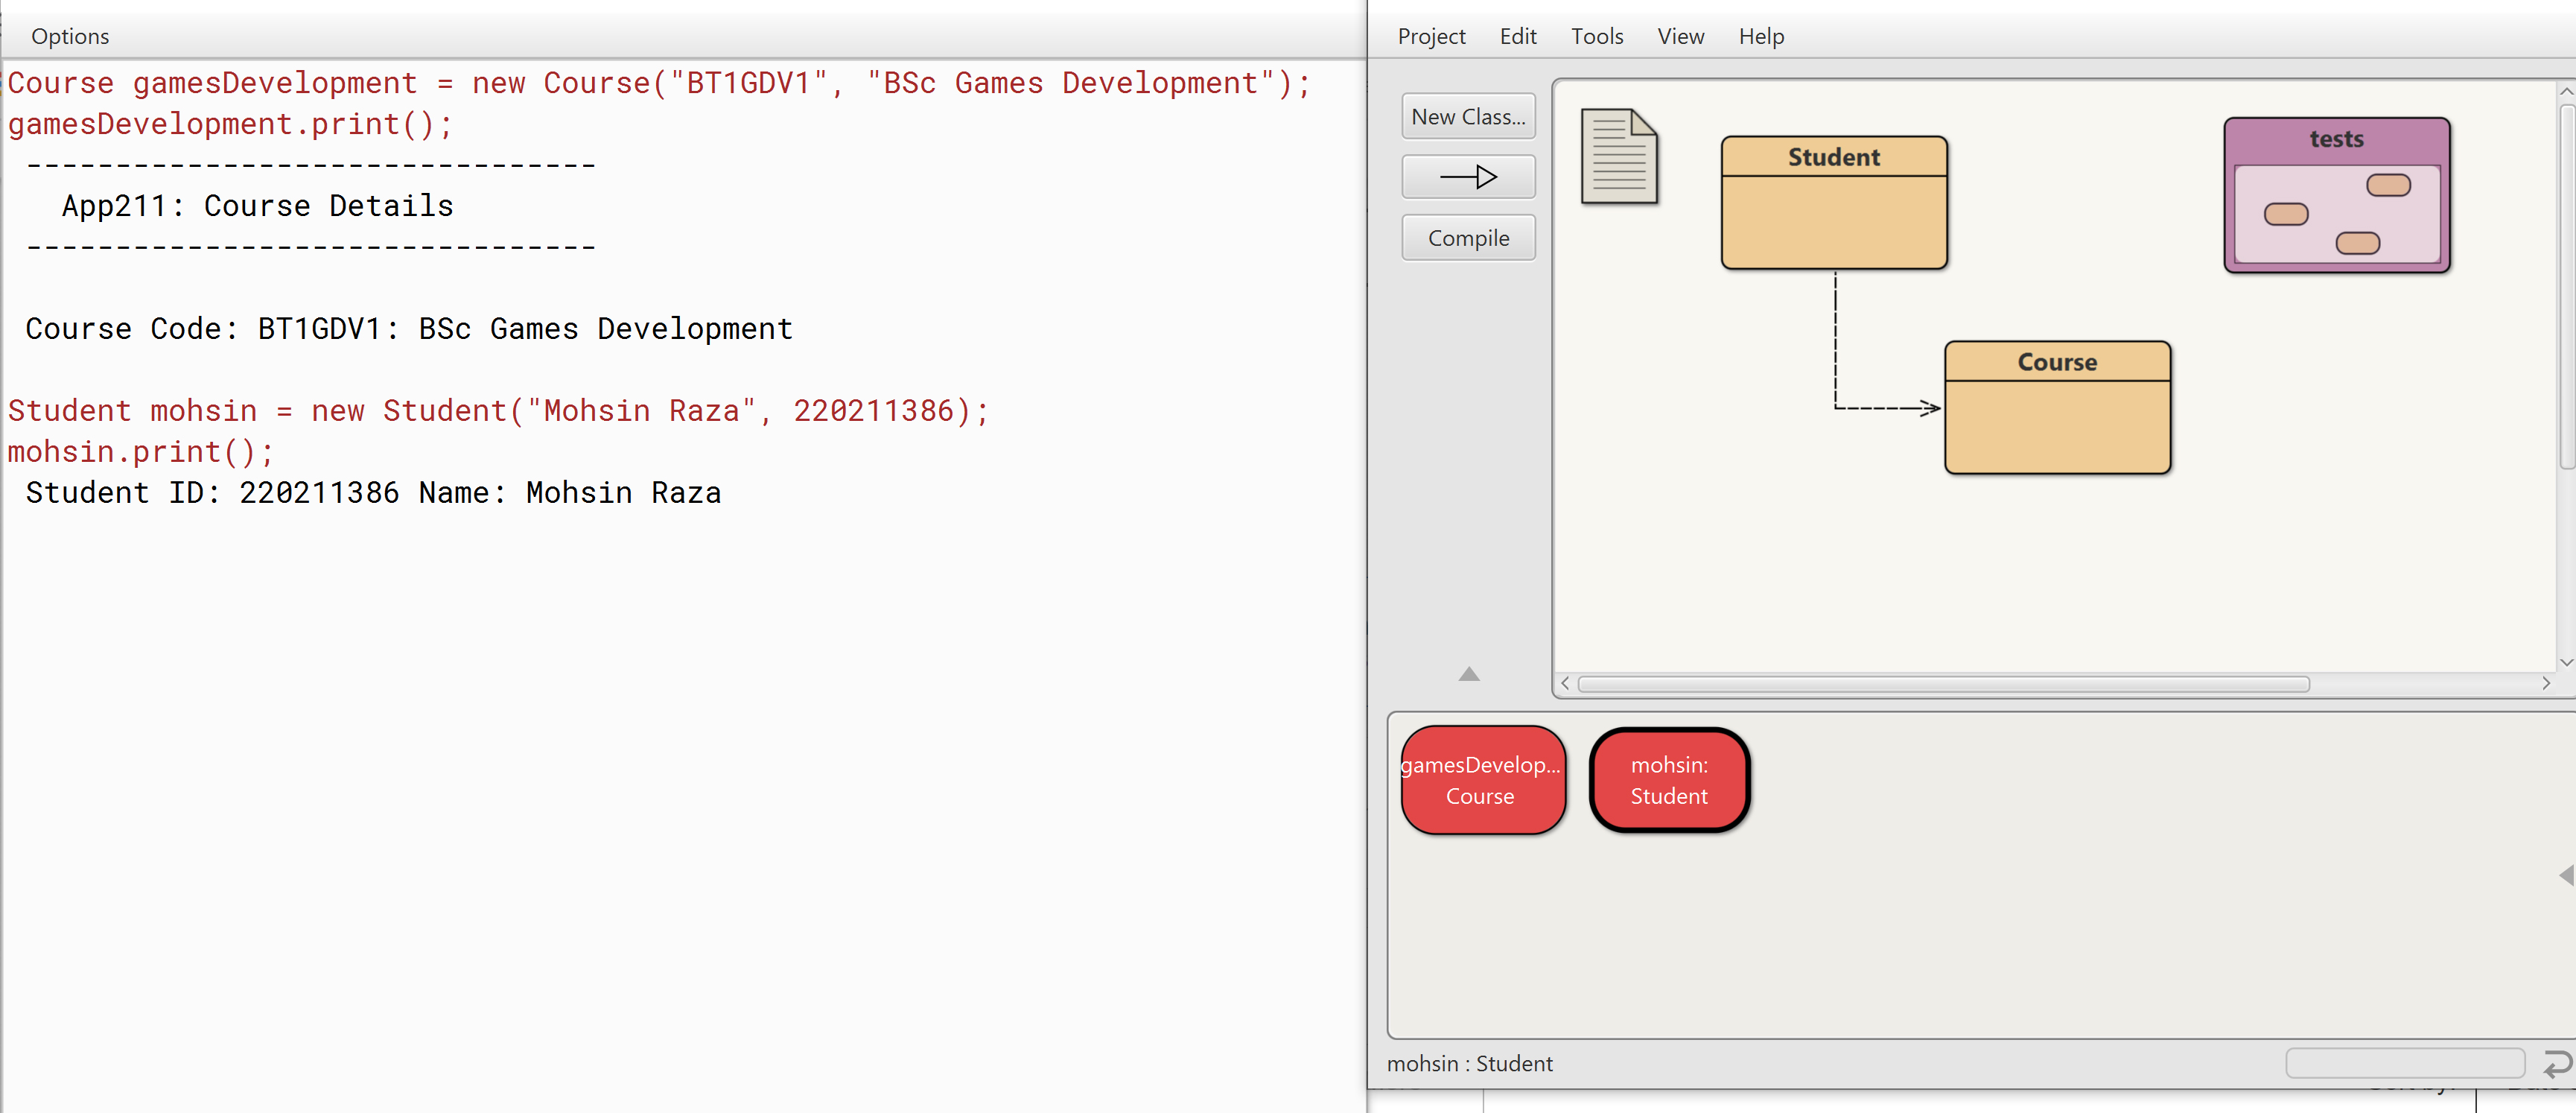 Options
Course gamesDevelopment = new Course("BT1GDV1", "BSc Games Development");
gamesDevelopment.print();
--------------------------------
App211: Course Details
--------------------------------
Course Code: BT1GDV1: BSc Games Development
Student mohsin = new Student("Mohsin Raza", 220211386);
mohsin.print();
Student ID: 220211386 Name: Mohsin Raza
Project Edit Tools View Help
New Class...
Compile
Student
tests
Course
gamesDevelop...
Course
mohsin:
Student
mohsin : Student